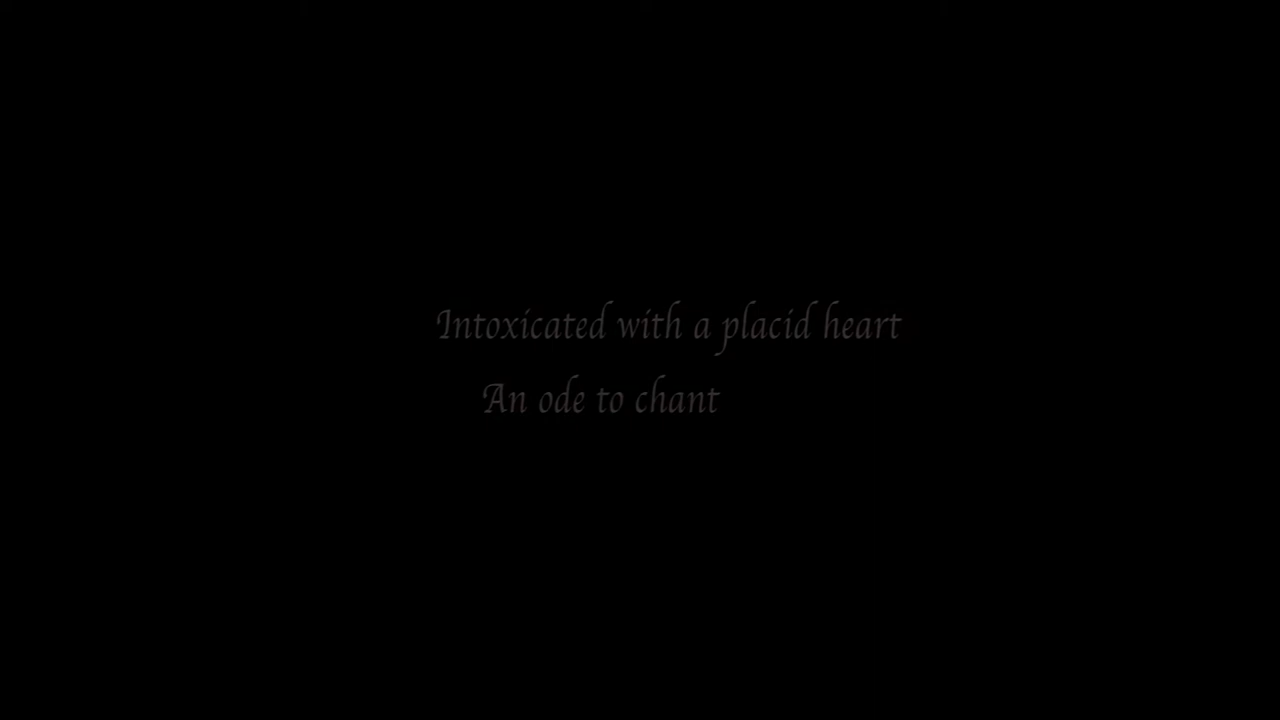 Intoxicated with a placid heart
An ode to chant